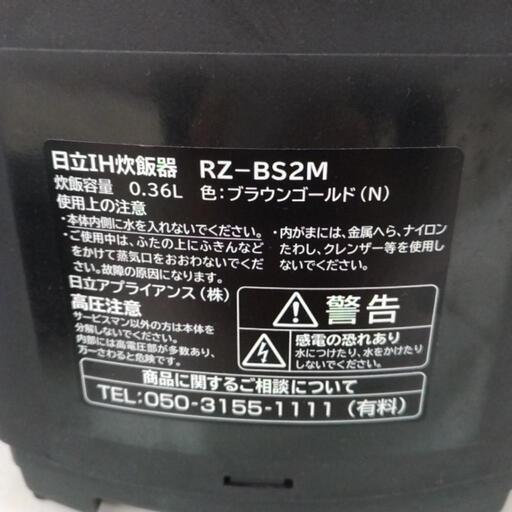 日立IH炊飯器 RZ-BS2M
炊飯容量 0.36L 色:ブラウンゴールド(N)
使用上の注意
・本体内側に水を入れないでください。
・ご使用中は、ふたの上にふきんなど
をかけて蒸気口をおおわないでくだ
さい。故障の原因になります。
・内がまには、金属へら、ナイロン
たわし、クレンザー等を使用し
ないでください。
日立アプライアンス(株)
高圧注意
サービスマン以外の方は本体を
分解しないでください。
内部には高電圧部が多数あり、
万一さわると危険です。
警告
感電の恐れあり
水につけたり、水をかけたり
しないでください
商品に関するご相談について
TEL:050-3155-1111(有料)